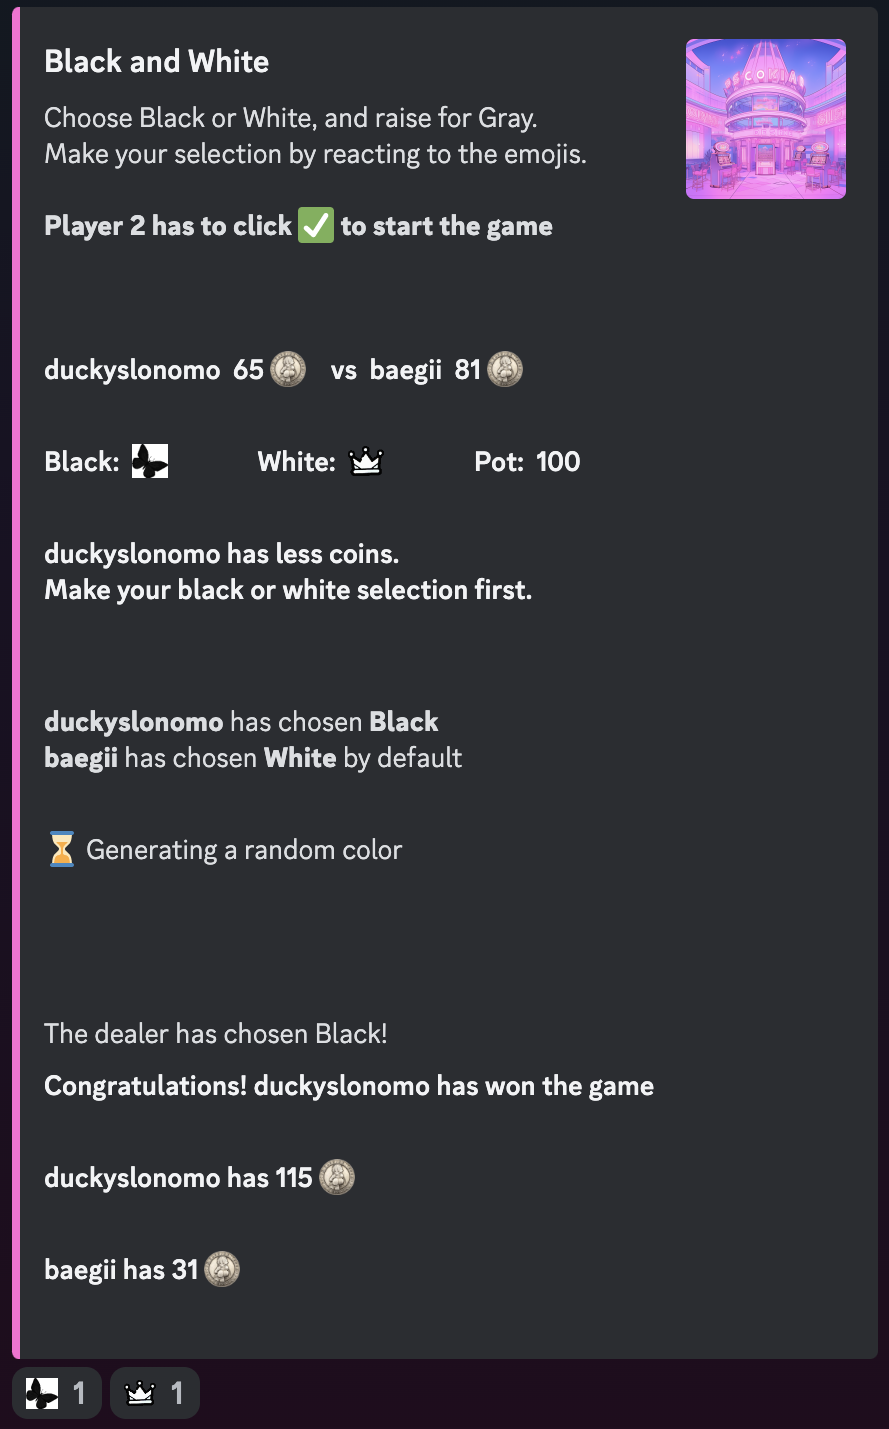 Black and White
Choose Black or White, and raise for Gray.
Make your selection by reacting to the emojis.
Player 2 has to click ✅ to start the game
duckyslonomo 65 vs baegii 81
Black: White: Pot: 100
duckyslonomo has less coins.
Make your black or white selection first.
duckyslonomo has chosen Black
baegii has chosen White by default
⏳ Generating a random color
The dealer has chosen Black!
Congratulations! duckyslonomo has won the game
duckyslonomo has 115
baegii has 31
1 1